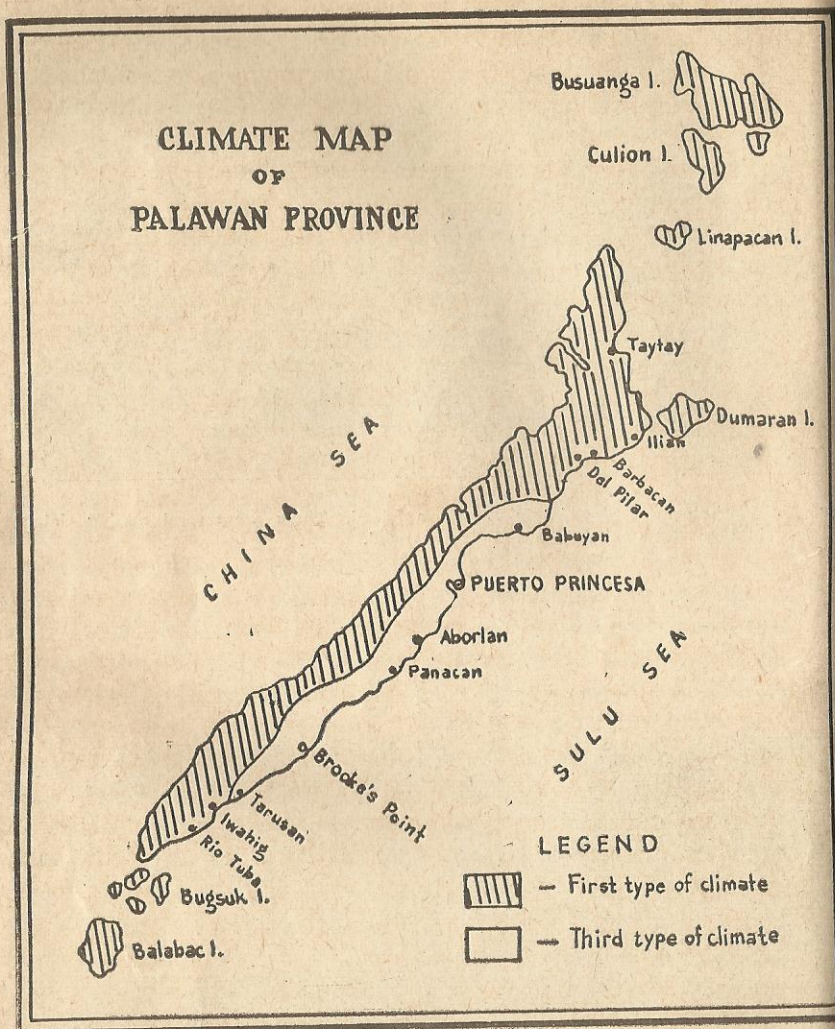 CLIMATE MAP
OF
PALAWAN PROVINCE
Busuanga I.
Culion I.
Linapacan I.
Taytay
Dumaran I.
Ilian
Barbacan
Del Pilar
Babuyan
PUERTO PRINCESA
Aborlan
Panacan
Brooke's Point
Tarusan
Iwahig
Rio Tuba
Bugsuk I.
Balabac I.
CHINA SEA
SULU SEA
LEGEND
– First type of climate
– Third type of climate